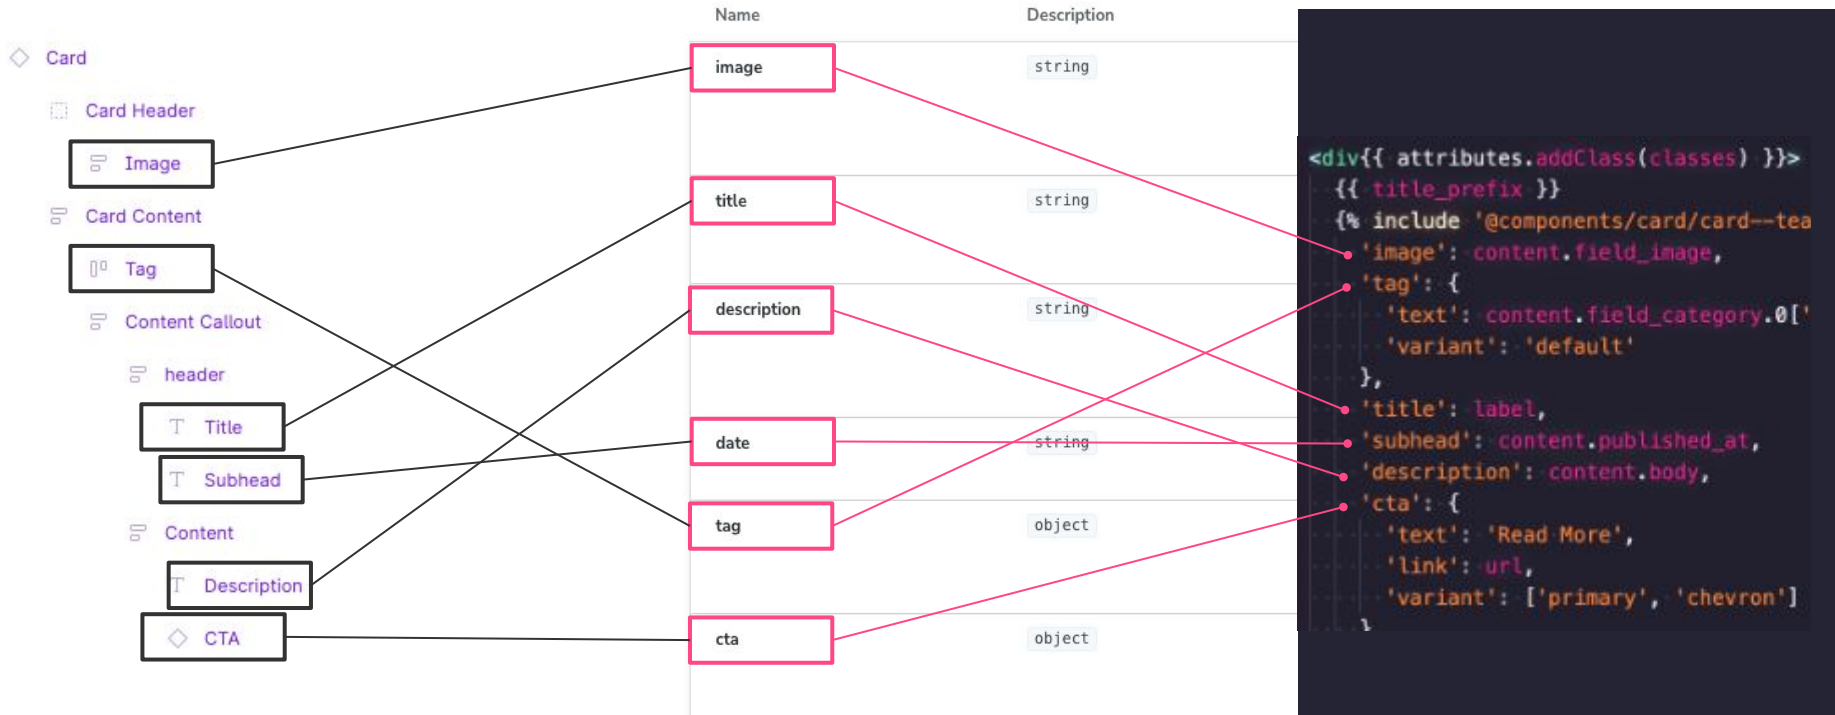 Card
Card Header
Image
Card Content
Tag
Content Callout
header
Title
Subhead
Content
Description
CTA
Name Description
image string
title string
description string
date string
tag object
cta object
<div{{ attributes.addClass(classes) }}>
{{ title_prefix }}
{% include '@components/card/card--tea
'image': content.field_image,
'tag': {
'text': content.field_category.0['
'variant': 'default'
},
'title': label,
'subhead': content.published_at,
'description': content.body,
'cta': {
'text': 'Read More',
'link': url,
'variant': ['primary', 'chevron']
}